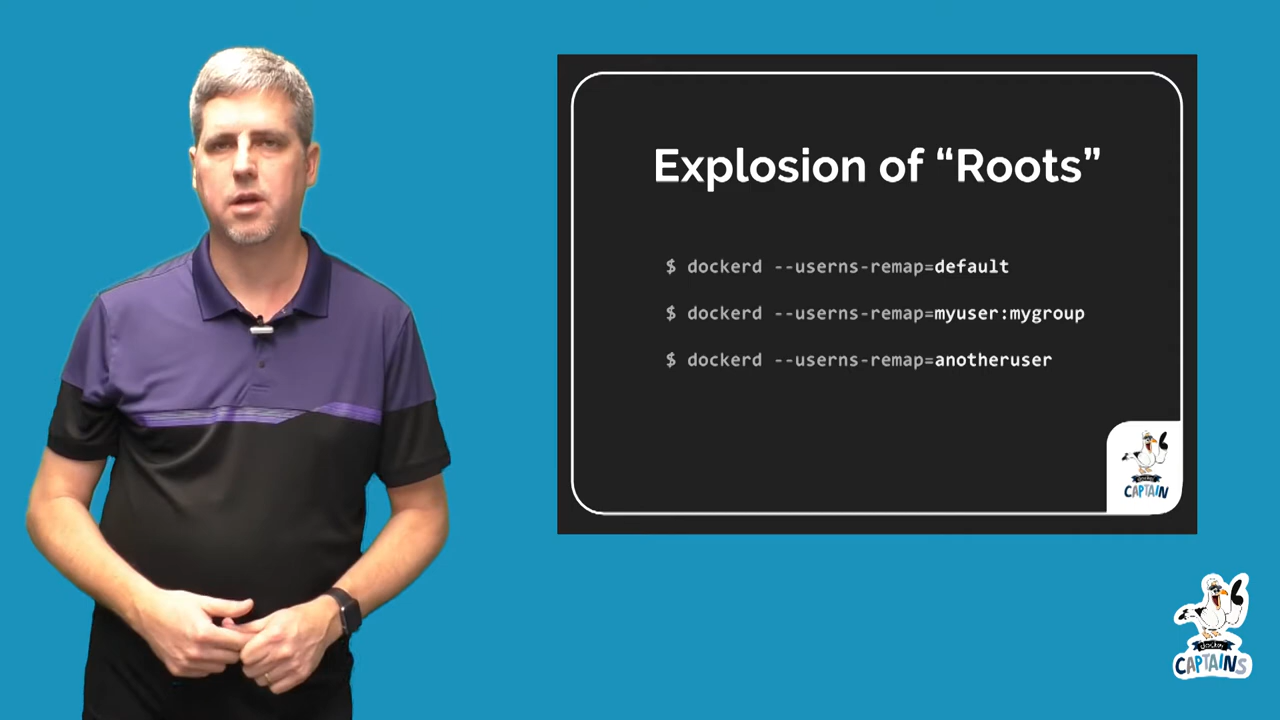 Explosion of “Roots”
$ dockerd --userns-remap=default
$ dockerd --userns-remap=myuser:mygroup
$ dockerd --userns-remap=anotheruser
CAPTAIN
CAPTAINS